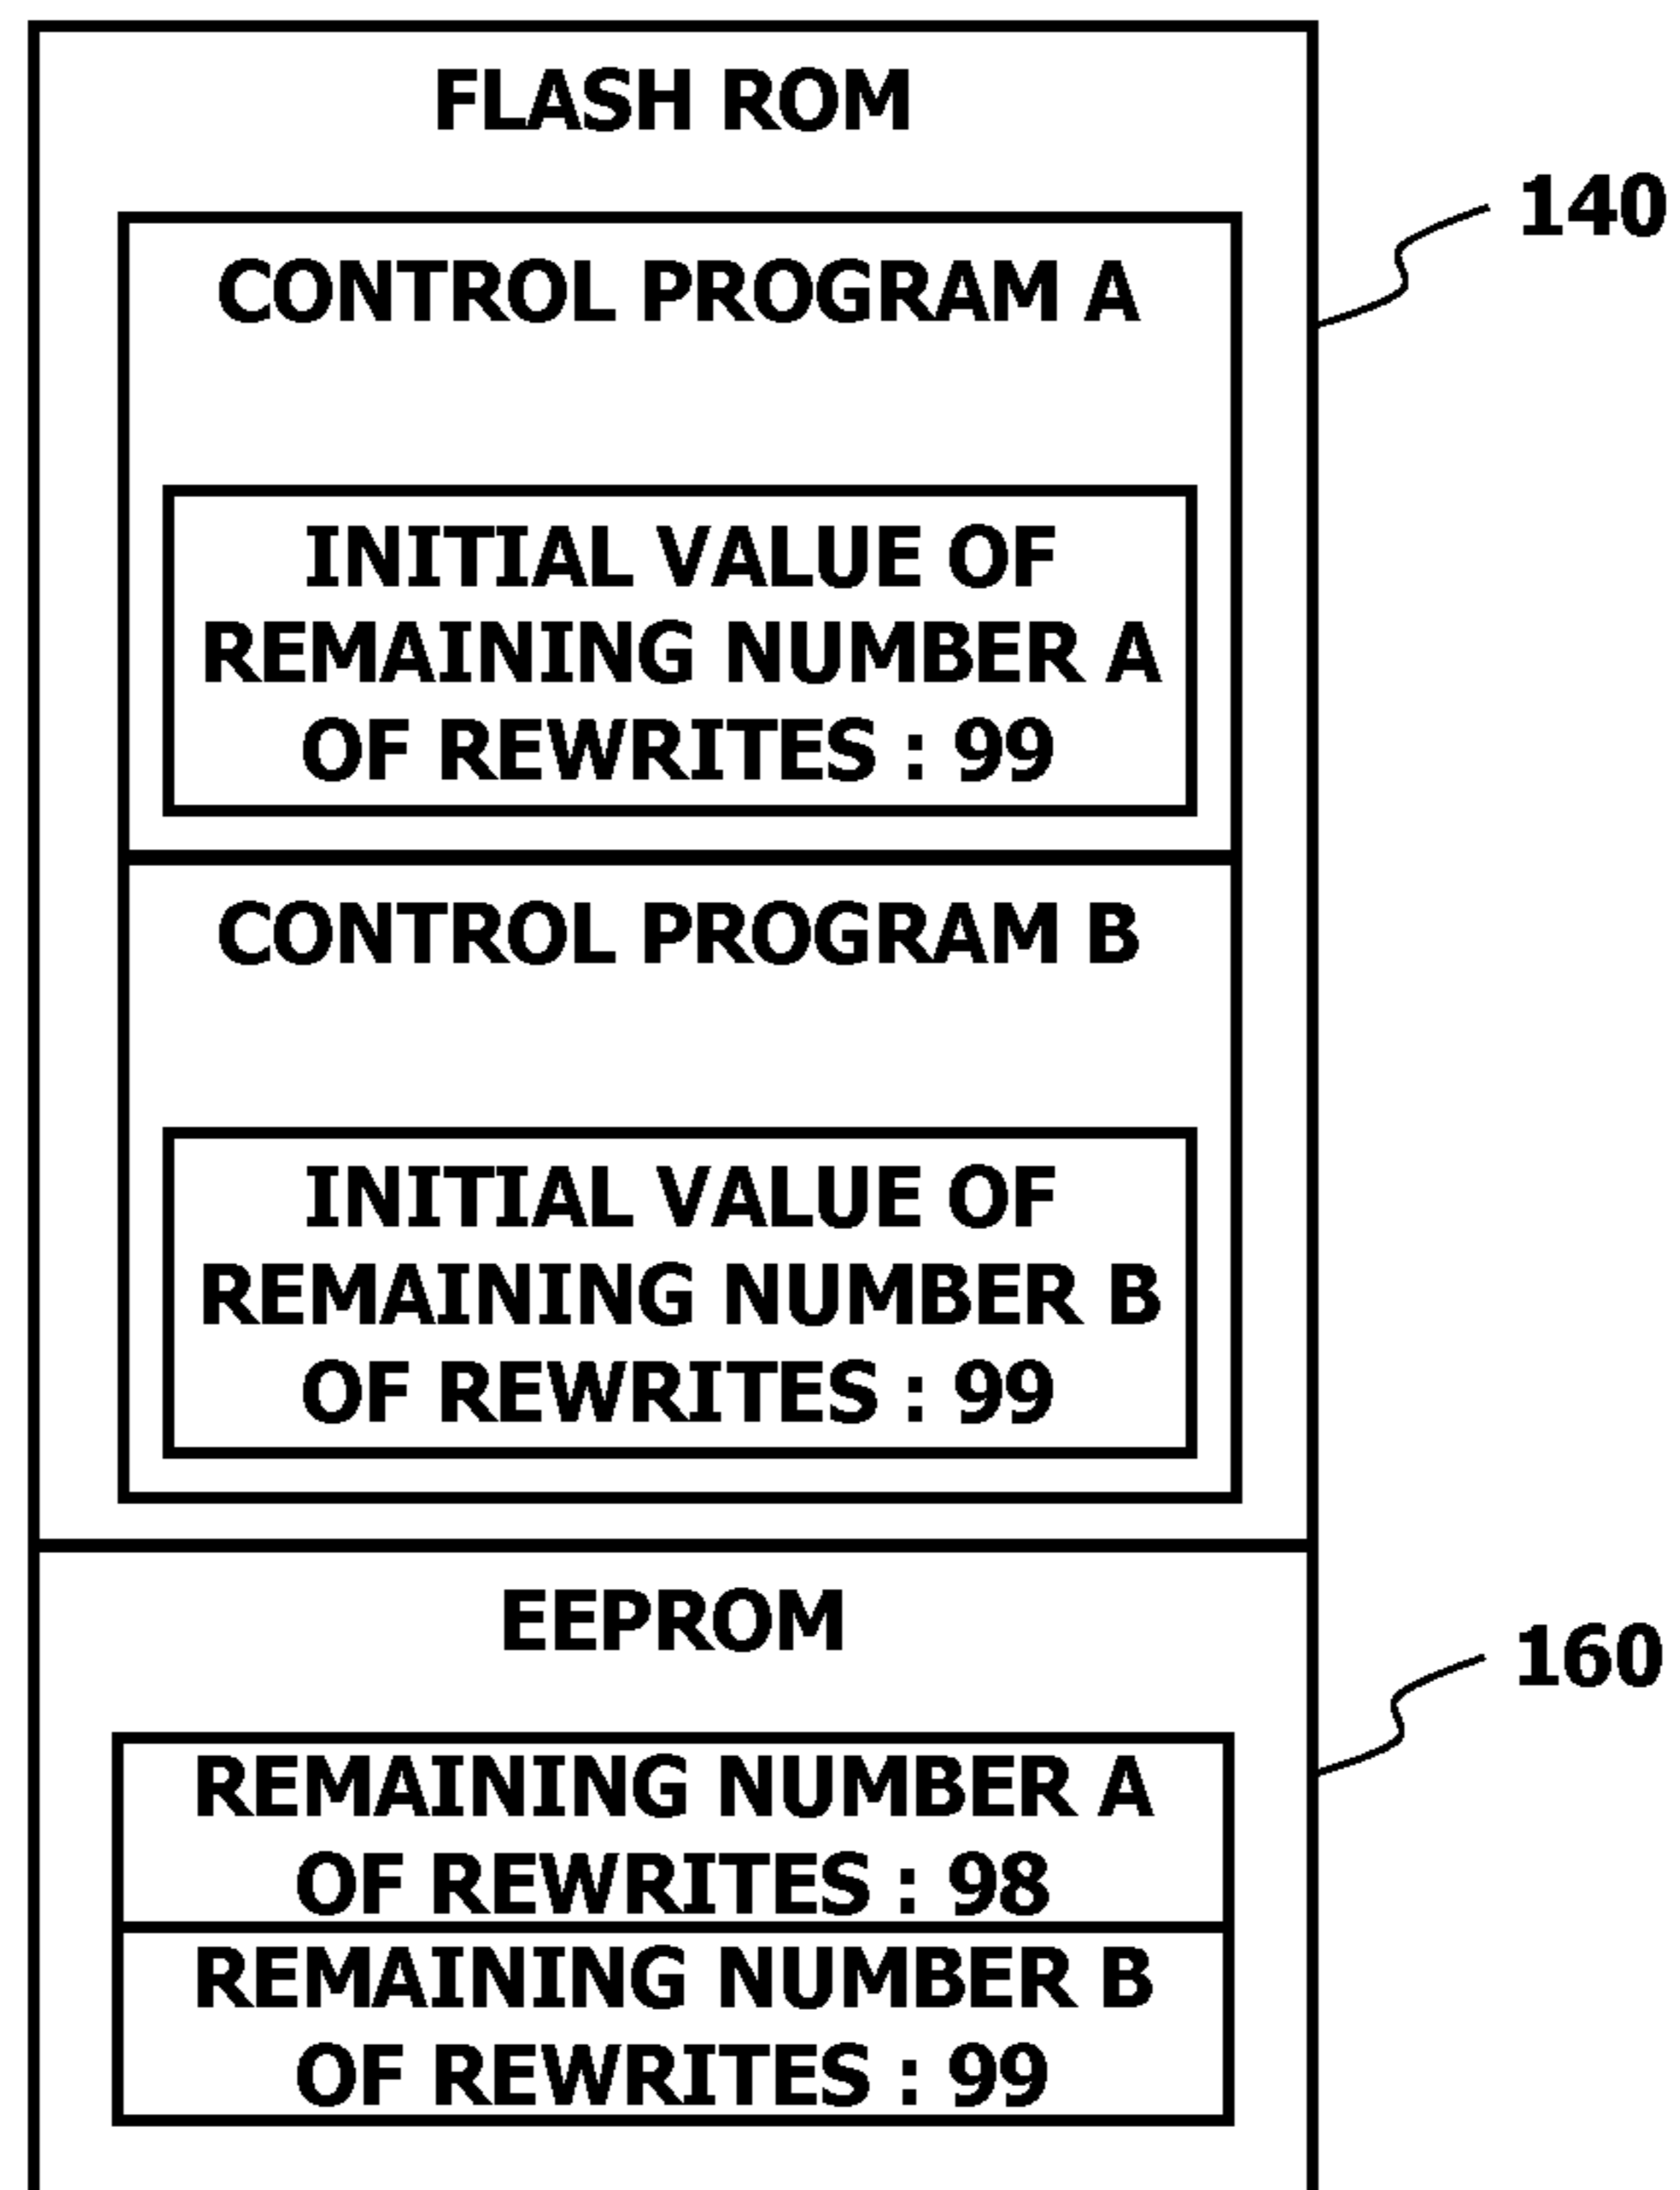 FLASH ROM
140
CONTROL PROGRAM A
INITIAL VALUE OF
REMAINING NUMBER A
OF REWRITES : 99
CONTROL PROGRAM B
INITIAL VALUE OF
REMAINING NUMBER B
OF REWRITES : 99
EEPROM
160
REMAINING NUMBER A
OF REWRITES : 98
REMAINING NUMBER B
OF REWRITES : 99